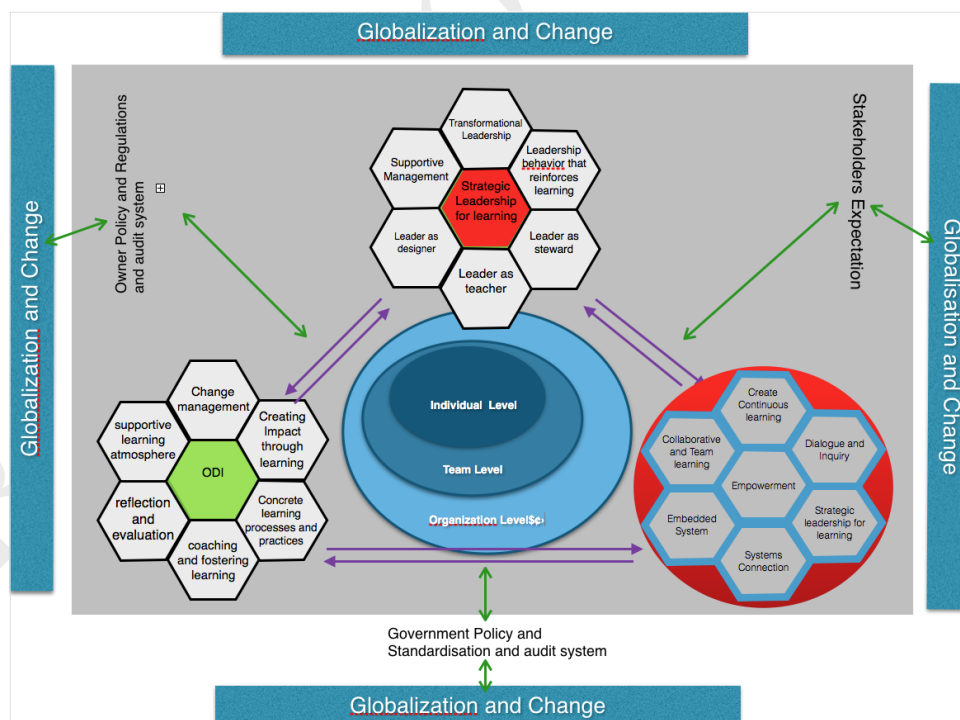 Globalization and Change
Globalization and Change
Owner Policy and Regulations
and audit system
Stakeholders Expectation
Globalisation and Change
Transformational
Leadership
Supportive
Management
Leadership
behavior that
reinforces
learning
Strategic
Leadership
for learning
Leader as
designer
Leader as
steward
Leader as
teacher
Change
management
supportive
learning
atmosphere
Creating
Impact
through
learning
ODI
reflection
and
evaluation
Concrete
learning
processes and
practices
coaching
and fostering
learning
Individual Level
Team Level
Organization Level$¢›
Create
Continuous
learning
Collaborative
and Team
learning
Dialogue and
Inquiry
Empowerment
Embedded
System
Strategic
leadership for
learning
Systems
Connection
Government Policy and
Standardisation and audit system
Globalization and Change